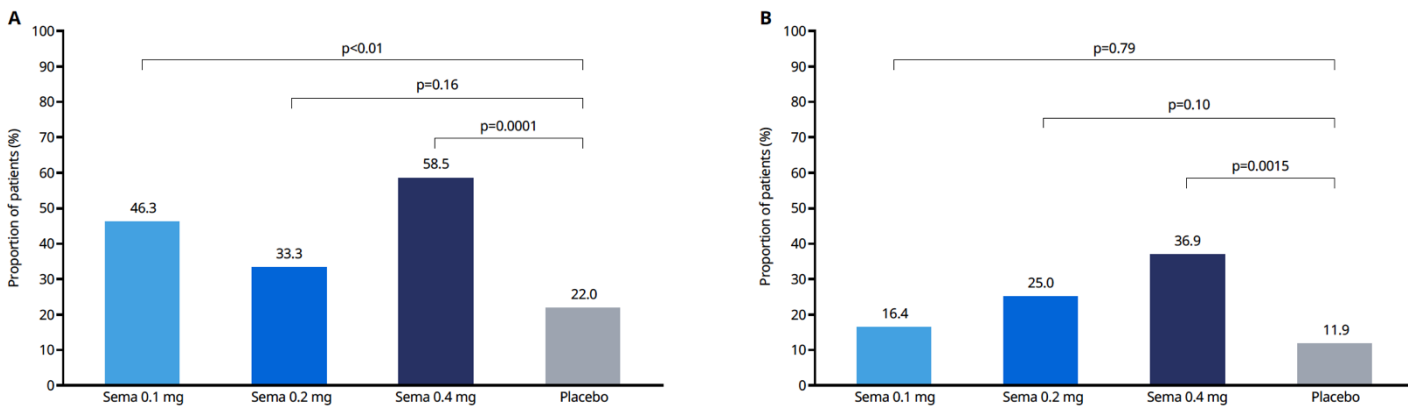 A
Proportion of patients (%)
100
90
80
70
60
50
40
30
20
10
0
p<0.01
p=0.16
p=0.0001
46.3
33.3
58.5
22.0
Sema 0.1 mg
Sema 0.2 mg
Sema 0.4 mg
Placebo
B
Proportion of patients (%)
100
90
80
70
60
50
40
30
20
10
0
p=0.79
p=0.10
p=0.0015
16.4
25.0
36.9
11.9
Sema 0.1 mg
Sema 0.2 mg
Sema 0.4 mg
Placebo